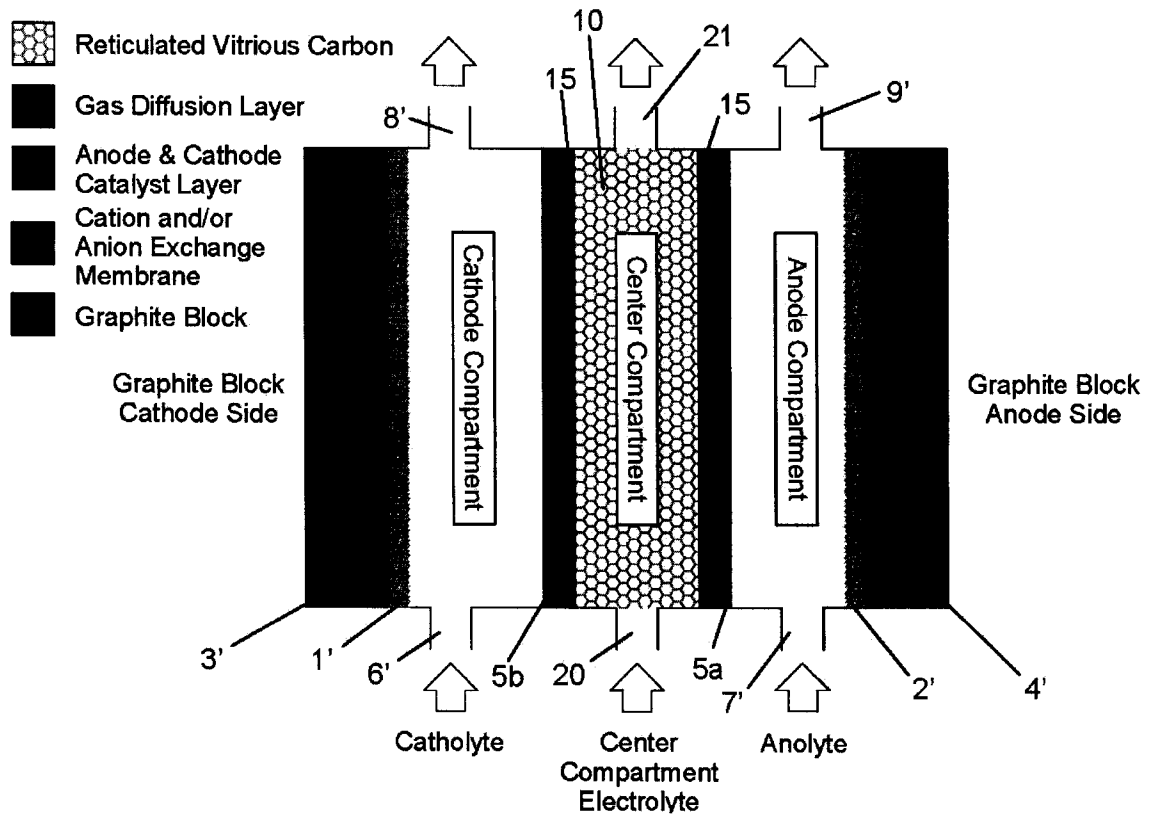 Reticulated Vitrious Carbon
Gas Diffusion Layer
Anode & Cathode
Catalyst Layer
Cation and/or
Anion Exchange
Membrane
Graphite Block
10
21
15
15
8'
9'
Cathode Compartment
Center Compartment
Anode Compartment
Graphite Block
Cathode Side
Graphite Block
Anode Side
3'
1'
6'
5b
20
5a
7'
2'
4'
Catholyte
Center
Compartment
Electrolyte
Anolyte